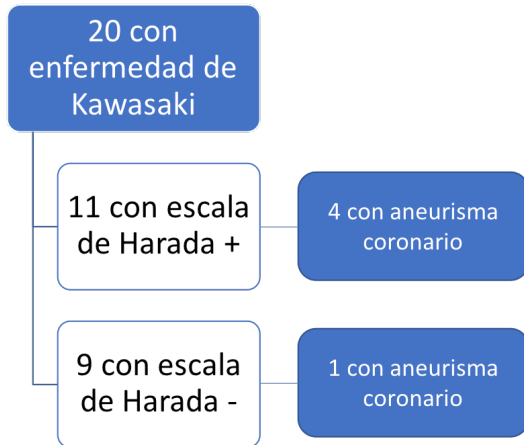 20 con
enfermedad de
Kawasaki
11 con escala
de Harada +
4 con aneurisma
coronario
9 con escala
de Harada -
1 con aneurisma
coronario